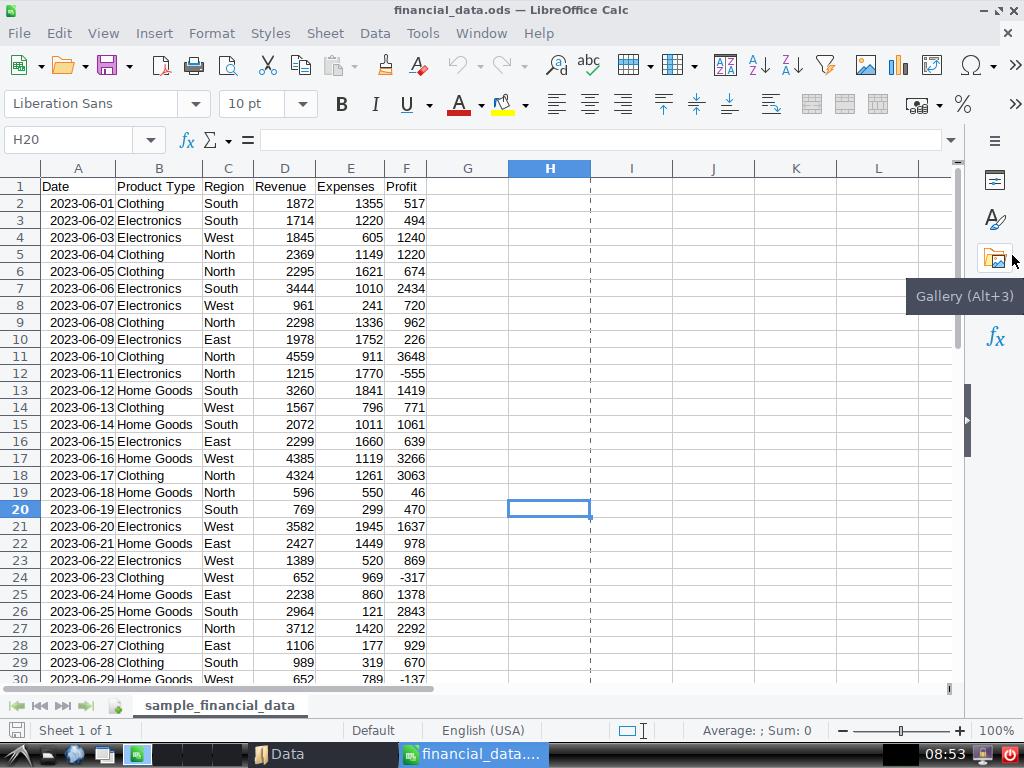 financial_data.ods — LibreOffice Calc
File Edit View Insert Format Styles Sheet Data Tools Window Help
Liberation Sans 10 pt B I U A %
H20 fx Σ =
A B C D E F G H I J K L
1 Date Product Type Region Revenue Expenses Profit
2 2023-06-01 Clothing South 1872 1355 517
3 2023-06-02 Electronics South 1714 1220 494
4 2023-06-03 Electronics West 1845 605 1240
5 2023-06-04 Clothing North 2369 1149 1220
6 2023-06-05 Clothing North 2295 1621 674
7 2023-06-06 Electronics South 3444 1010 2434
8 2023-06-07 Electronics West 961 241 720
Gallery (Alt+3)
9 2023-06-08 Clothing North 2298 1336 962
10 2023-06-09 Electronics East 1978 1752 226
11 2023-06-10 Clothing North 4559 911 3648
12 2023-06-11 Electronics North 1215 1770 -555
13 2023-06-12 Home Goods South 3260 1841 1419
14 2023-06-13 Clothing West 1567 796 771
15 2023-06-14 Home Goods South 2072 1011 1061
16 2023-06-15 Electronics East 2299 1660 639
17 2023-06-16 Home Goods West 4385 1119 3266
18 2023-06-17 Clothing North 4324 1261 3063
19 2023-06-18 Home Goods North 596 550 46
20 2023-06-19 Electronics South 769 299 470
21 2023-06-20 Electronics West 3582 1945 1637
22 2023-06-21 Home Goods East 2427 1449 978
23 2023-06-22 Electronics West 1389 520 869
24 2023-06-23 Clothing West 652 969 -317
25 2023-06-24 Home Goods East 2238 860 1378
26 2023-06-25 Home Goods South 2964 121 2843
27 2023-06-26 Electronics North 3712 1420 2292
28 2023-06-27 Clothing East 1106 177 929
29 2023-06-28 Clothing South 989 319 670
30 2023-06-29 Home Goods West 652 789 -137
sample_financial_data
Sheet 1 of 1 Default English (USA) Average: ; Sum: 0 100%
Data financial_data.... 08:53